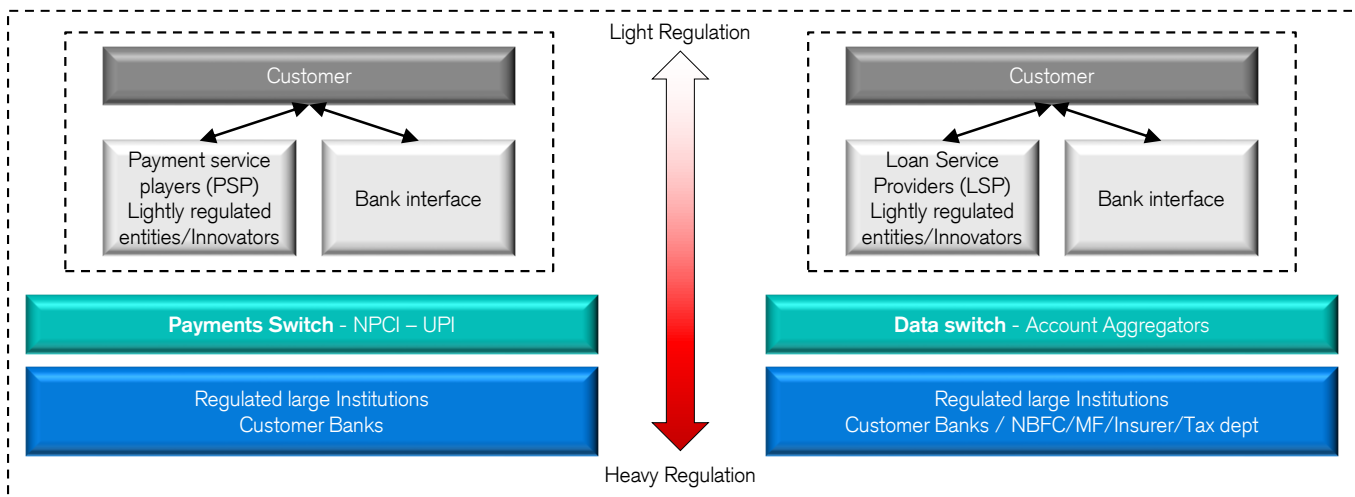 Light Regulation
Customer
Payment service
players (PSP)
Lightly regulated
entities/Innovators
Bank interface
Payments Switch - NPCI – UPI
Regulated large Institutions
Customer Banks
Customer
Loan Service
Providers (LSP)
Lightly regulated
entities/Innovators
Bank interface
Data switch - Account Aggregators
Regulated large Institutions
Customer Banks / NBFC/MF/Insurer/Tax dept
Heavy Regulation